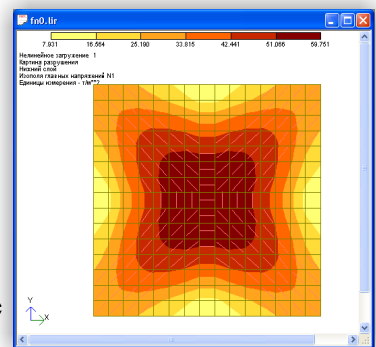 fn0.lir
7.931 16.564 25.190 33.815 42.441 51.066 59.751
Нелинейное загружение 1
Картина разрушения
Нижний слой
Изополя главных напряжений N1
Единицы измерения - т/м**2
Y
X